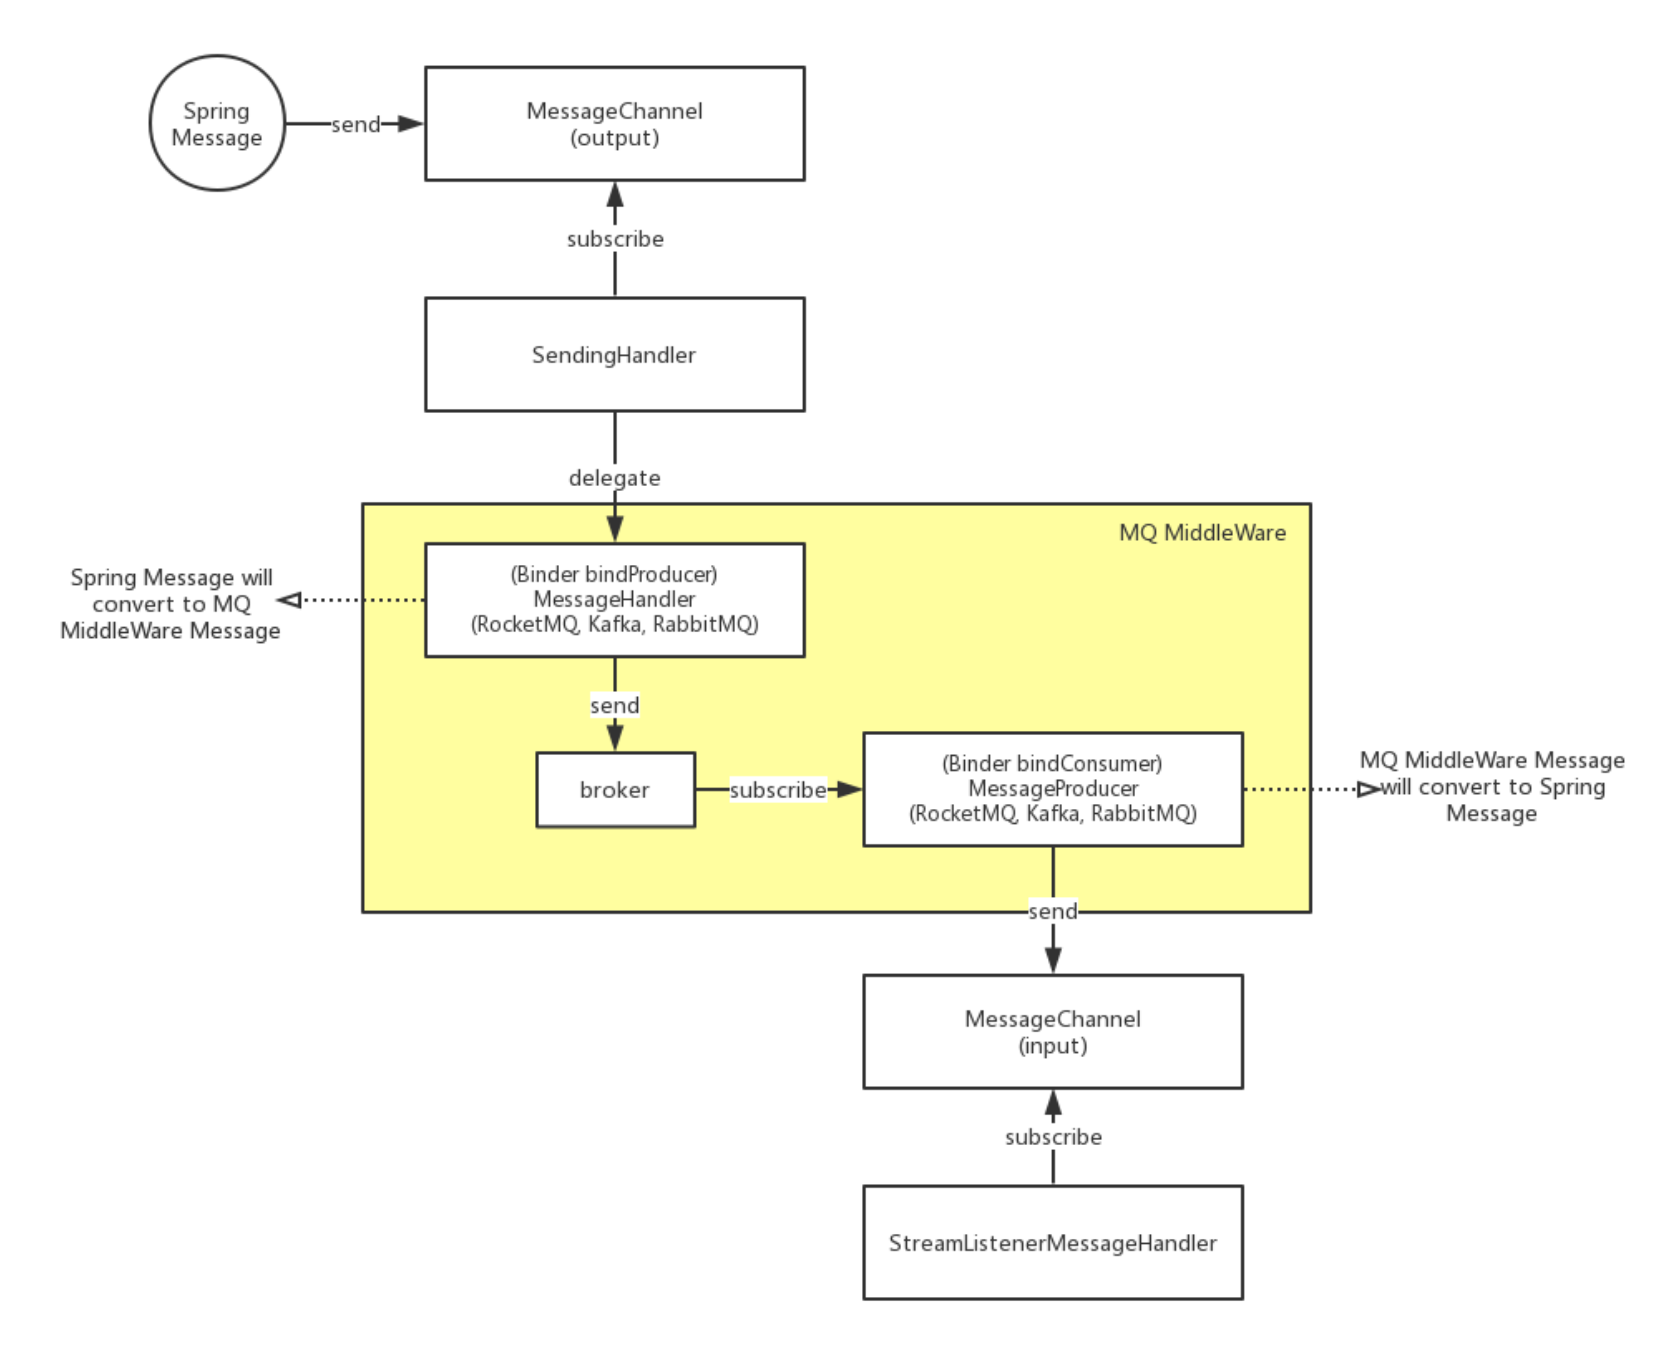 Spring
Message
send
MessageChannel
(output)
subscribe
SendingHandler
delegate
MQ MiddleWare
(Binder bindProducer)
MessageHandler
(RocketMQ, Kafka, RabbitMQ)
Spring Message will
convert to MQ
MiddleWare Message
send
broker
subscribe
(Binder bindConsumer)
MessageProducer
(RocketMQ, Kafka, RabbitMQ)
MQ MiddleWare Message
will convert to Spring
Message
send
MessageChannel
(input)
subscribe
StreamListenerMessageHandler